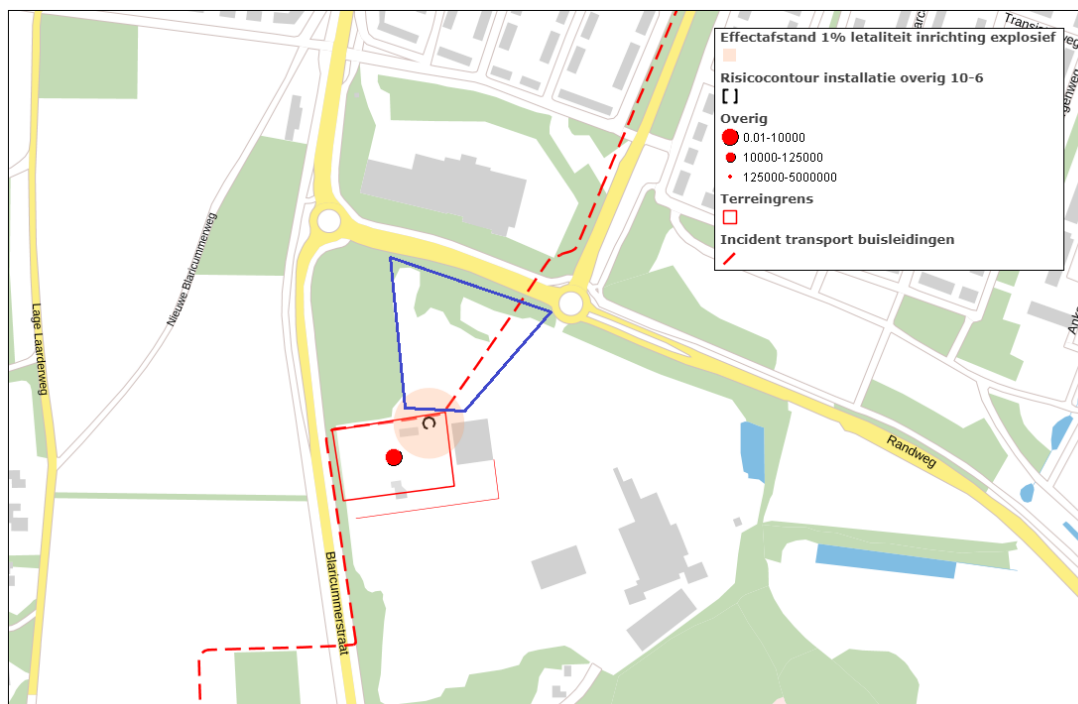 Effectafstand 1% letaliteit inrichting explosief
Risicocontour installatie overig 10-6
Overig
0.01-10000
10000-125000
125000-5000000
Terreingrens
Incident transport buisleidingen
Nieuwe Blaricummerweg
Lage Laarderweg
Randweg
Blaricummerstraat